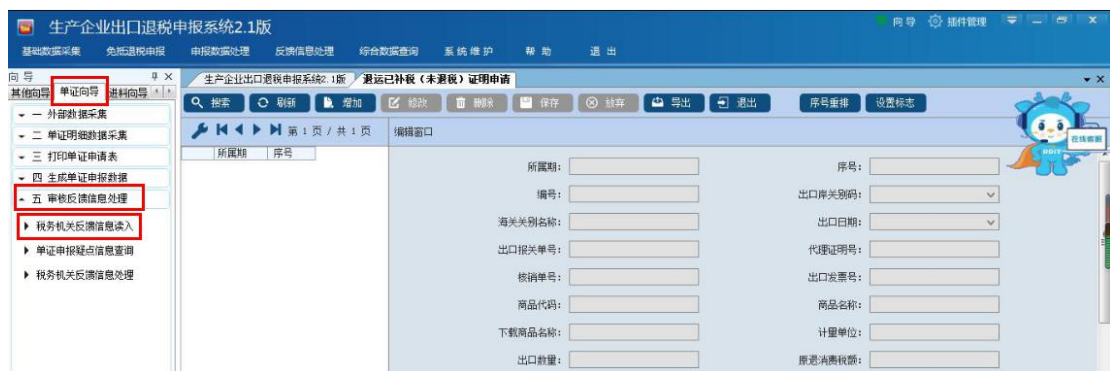 生产企业出口退税申报系统2.1版 向导 插件管理
基础数据采集 免抵退税申报 申报数据处理 反馈信息处理 综合数据查询 系统维护 帮助 退出
向导 生产企业出口退税申报系统2.1版 退运已补税（未退税）证明申请
其他向导 单证向导 进料向导
搜索 刷新 增加 修改 删除 保存 放弃 导出 退出 序号重排 设置标志
一 外部数据采集
二 单证明细数据采集
三 打印单证申请表
四 生成单证申报数据
五 审核反馈信息处理
税务机关反馈信息读入
单证申报疑点信息查询
税务机关反馈信息处理
第 1 页 / 共 1 页 编辑窗口
所属期 序号
所属期: 序号:
编号: 出口岸关别码:
海关关别名称: 出口日期:
出口报关单号: 代理证明号:
核销单号: 出口发票号:
商品代码: 商品名称:
下载商品名称: 计量单位:
出口数量: 原退消费税额:
在线客服